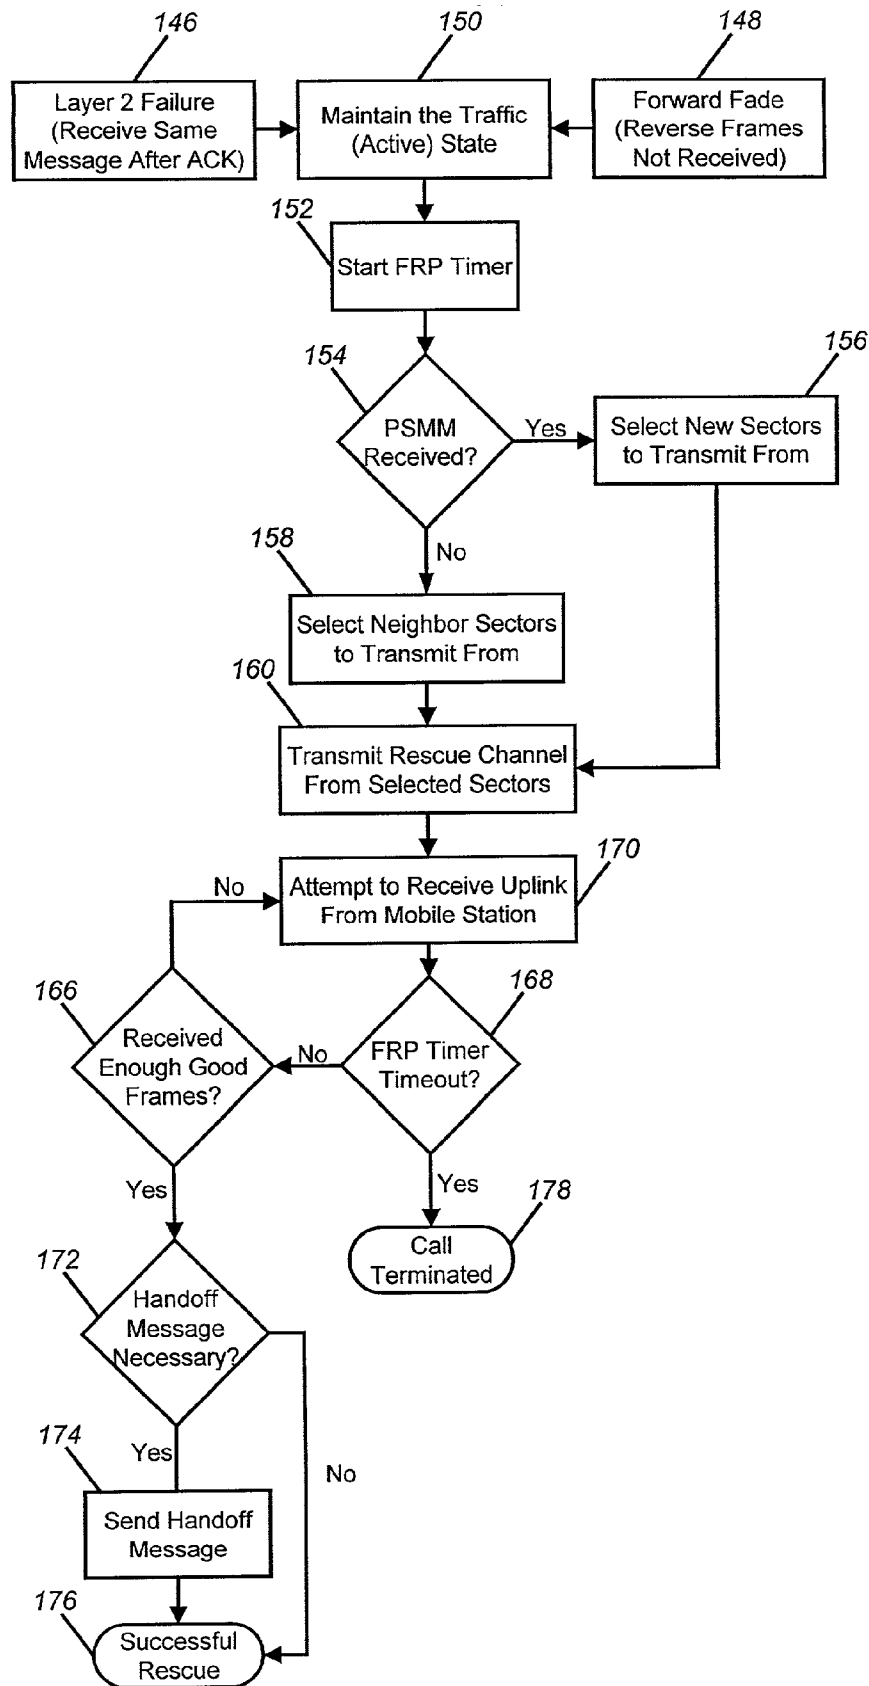 146
150
148
Layer 2 Failure
(Receive Same
Message After ACK)
Maintain the Traffic
(Active) State
Forward Fade
(Reverse Frames
Not Received)
152
Start FRP Timer
154
156
PSMM
Received?
Yes
Select New Sectors
to Transmit From
No
158
Select Neighbor Sectors
to Transmit From
160
Transmit Rescue Channel
From Selected Sectors
170
No
Attempt to Receive Uplink
From Mobile Station
166
168
Received
Enough Good
Frames?
No
FRP Timer
Timeout?
Yes
Yes
178
Call
Terminated
172
Handoff
Message
Necessary?
174
Yes
No
Send Handoff
Message
176
Successful
Rescue